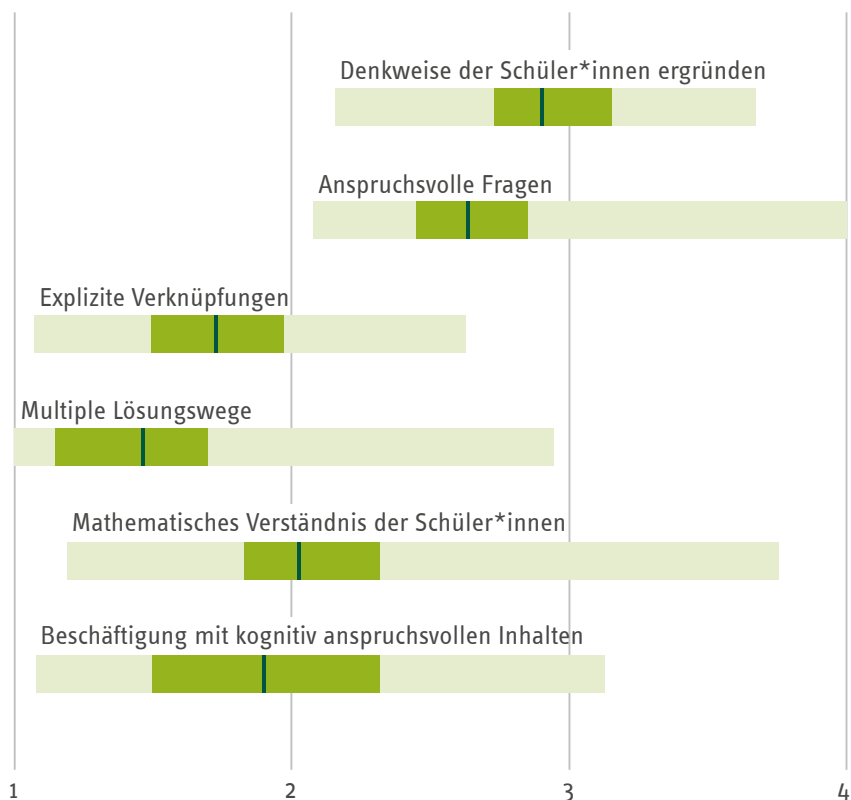 Denkweise der Schüler*innen ergründen
Anspruchsvolle Fragen
Explizite Verknüpfungen
Multiple Lösungswege
Mathematisches Verständnis der Schüler*innen
Beschäftigung mit kognitiv anspruchsvollen Inhalten
1 2 3 4